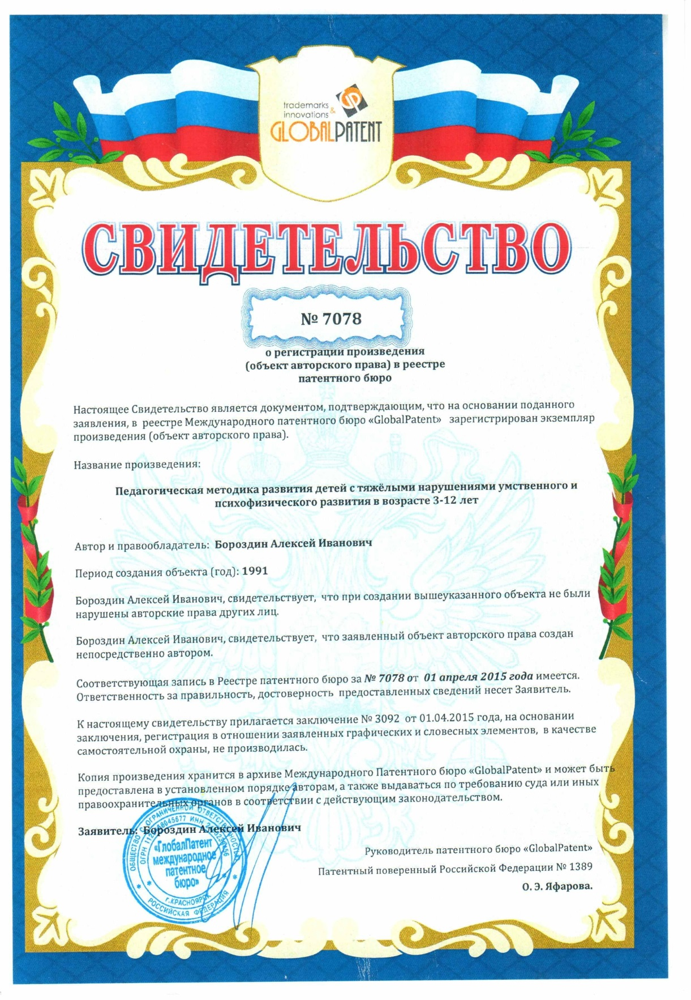 trademarks
&
innovations
GLOBALPATENT
СВИДЕТЕЛЬСТВО
№ 7078
о регистрации произведения
(объект авторского права) в реестре
патентного бюро
Настоящее Свидетельство является документом, подтверждающим, что на основании поданного
заявления, в реестре Международного патентного бюро «GlobalPatent» зарегистрирован экземпляр
произведения (объект авторского права).
Название произведения:
Педагогическая методика развития детей с тяжёлыми нарушениями умственного и
психофизического развития в возрасте 3-12 лет
Автор и правообладатель: Бороздин Алексей Иванович
Период создания объекта (год): 1991
Бороздин Алексей Иванович, свидетельствует, что при создании вышеуказанного объекта не были
нарушены авторские права других лиц.
Бороздин Алексей Иванович, свидетельствует, что заявленный объект авторского права создан
непосредственно автором.
Соответствующая запись в Реестре патентного бюро за № 7078 от 01 апреля 2015 года имеется.
Ответственность за правильность, достоверность предоставленных сведений несет Заявитель.
К настоящему свидетельству прилагается заключение № 3092 от 01.04.2015 года, на основании
заключения, регистрация в отношении заявленных графических и словесных элементов, в качестве
самостоятельной охраны, не производилась.
Копия произведения хранится в архиве Международного Патентного бюро «GlobalPatent» и может быть
предоставлена в установленном порядке авторам, а также выдаваться по требованию суда или иных
правоохранительных органов в соответствии с действующим законодательством.
Заявитель: Бороздин Алексей Иванович
Руководитель патентного бюро «GlobalPatent»
Патентный поверенный Российской Федерации № 1389
О. Э. Яфарова.
ОБЩЕСТВО С ОГРАНИЧЕННОЙ ОТВЕТСТВЕННОСТЬЮ
ОГРН ИНН
«ГлобалПатент
международное
патентное
бюро»
г.КРАСНОЯРСК
РОССИЙСКАЯ ФЕДЕРАЦИЯ